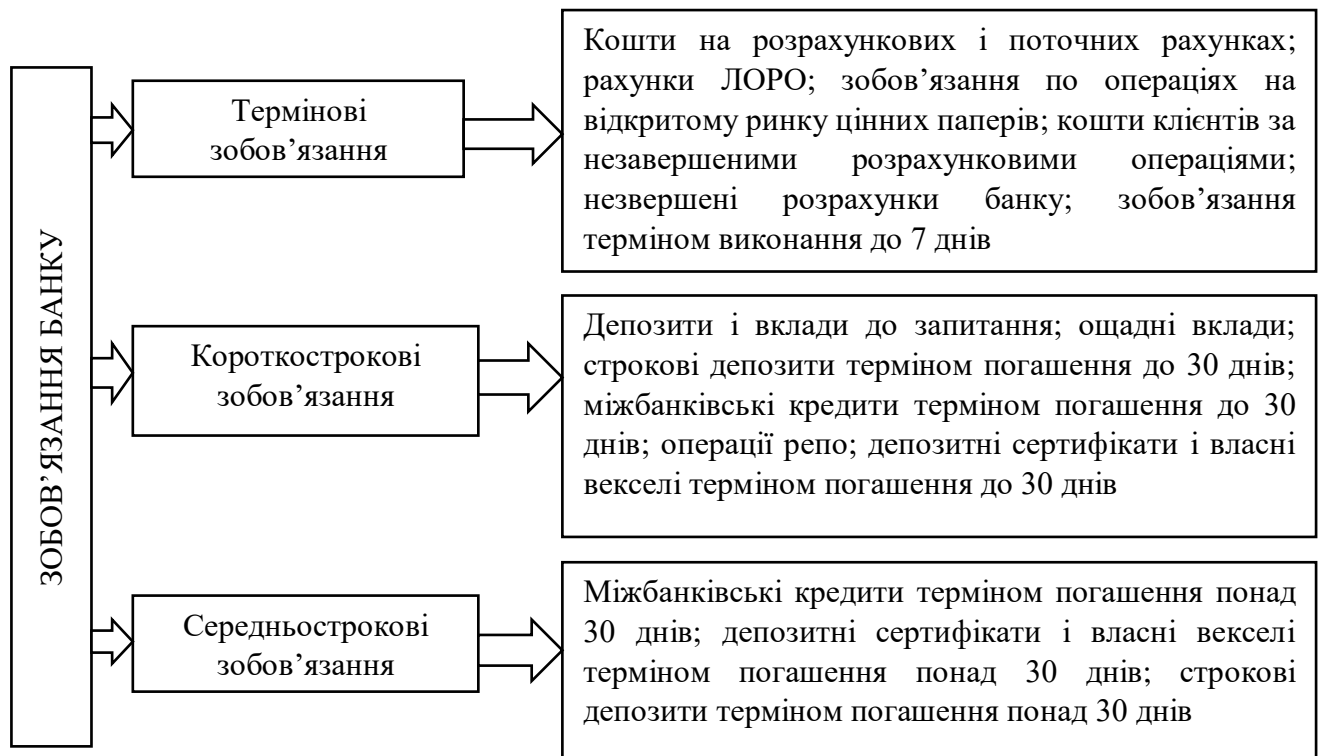 ЗОБОВ’ЯЗАННЯ БАНКУ
Термінові
зобов’язання
Кошти на розрахункових і поточних рахунках;
рахунки ЛОРО; зобов’язання по операціях на
відкритому ринку цінних паперів; кошти клієнтів за
незавершеними розрахунковими операціями;
незвершені розрахунки банку; зобов’язання
терміном виконання до 7 днів
Короткострокові
зобов’язання
Депозити і вклади до запитання; ощадні вклади;
строкові депозити терміном погашення до 30 днів;
міжбанківські кредити терміном погашення до 30
днів; операції репо; депозитні сертифікати і власні
векселі терміном погашення до 30 днів
Середньострокові
зобов’язання
Міжбанківські кредити терміном погашення понад
30 днів; депозитні сертифікати і власні векселі
терміном погашення понад 30 днів; строкові
депозити терміном погашення понад 30 днів